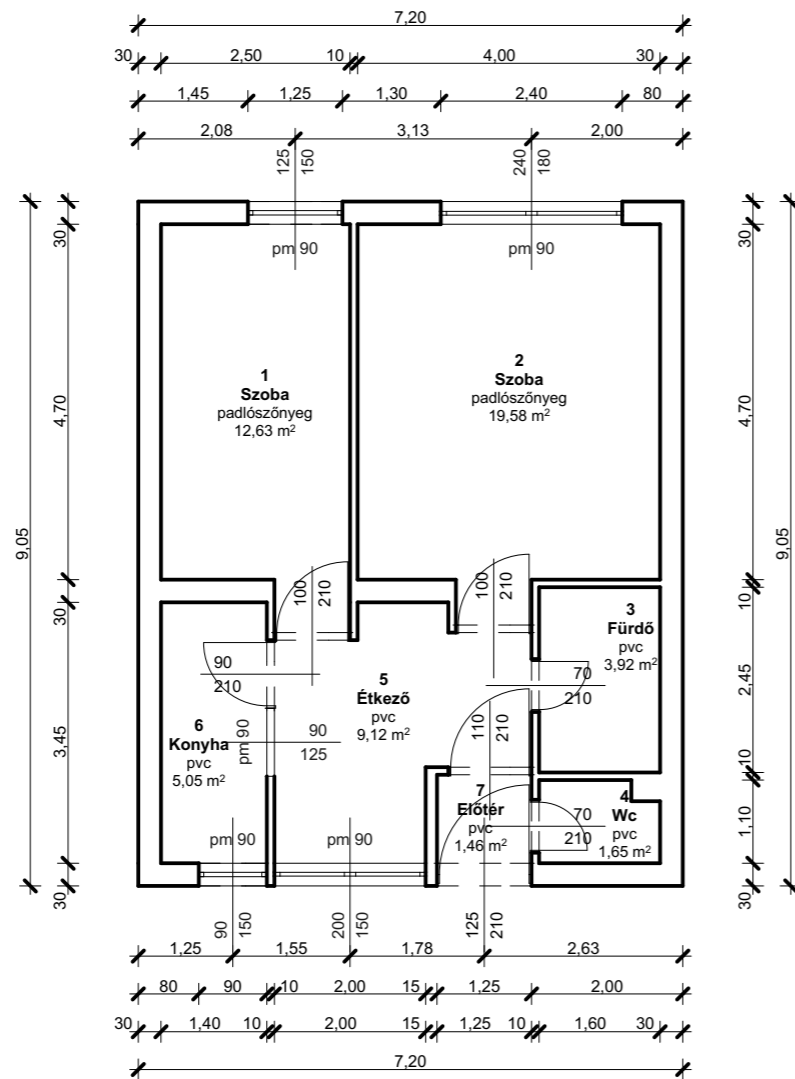 7,20
30 2,50 10 4,00 30
1,45 1,25 1,30 2,40 80
2,08 3,13 2,00
125 150
240 180
pm 90
pm 90
30
4,70
30
3,45
30
9,05
30
4,70
10
2,45
10
1,10
30
9,05
1
Szoba
padlószőnyeg
12,63 m²
2
Szoba
padlószőnyeg
19,58 m²
100 210
100 210
3
Fürdő
pvc
3,92 m²
90
210
70
210
5
Étkező
pvc
9,12 m²
6
Konyha
pvc
5,05 m²
pm 90
90
125
110 210
7
Előtér
pvc
1,46 m²
4
Wc
pvc
1,65 m²
70
210
pm 90
pm 90
90 150
200 150
125 210
1,25 1,55 1,78 2,63
80 90 10 2,00 15 1,25 2,00
30 1,40 10 2,00 15 1,25 10 1,60 30
7,20